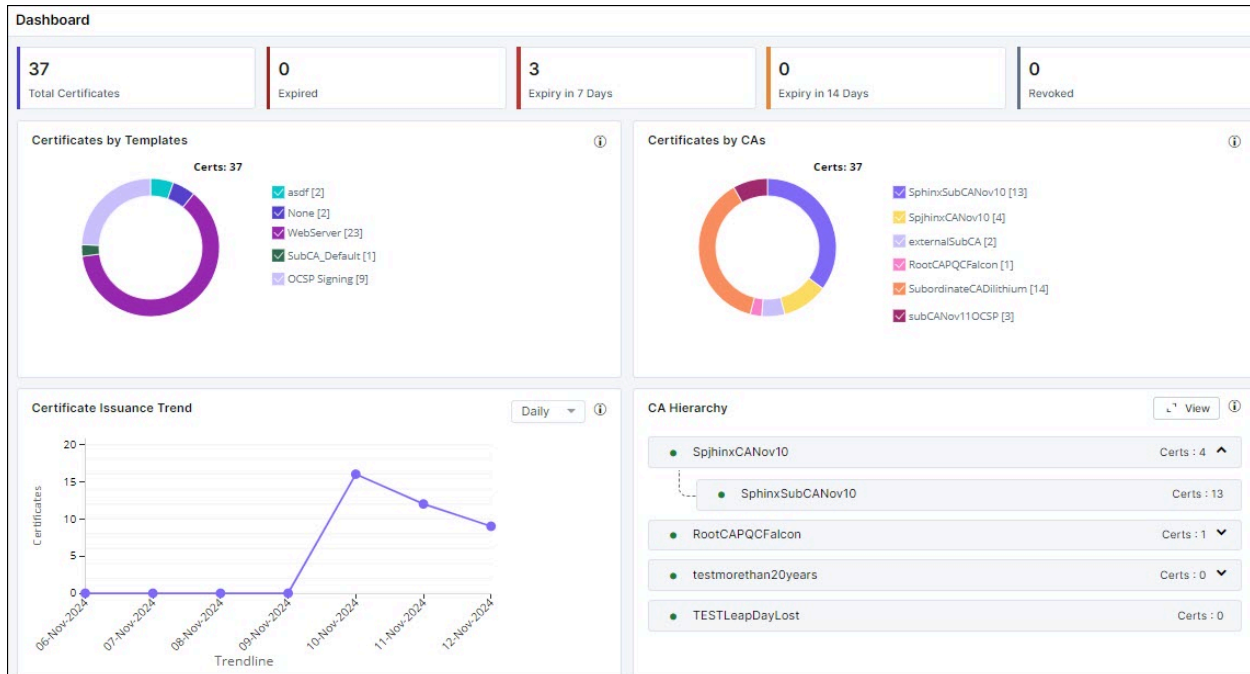 Dashboard
37
Total Certificates
0
Expired
3
Expiry in 7 Days
0
Expiry in 14 Days
0
Revoked
Certificates by Templates
Certs: 37
asdf [2]
None [2]
WebServer [23]
SubCA_Default [1]
OCSP Signing [9]
Certificates by CAs
Certs: 37
SphinxSubCANov10 [13]
SpjhinxCANov10 [4]
externalSubCA [2]
RootCAPQCFalcon [1]
SubordinateCADilithium [14]
subCANov11OCSP [3]
Certificate Issuance Trend
Daily
20
15
10
5
0
Certificates
06-Nov-2024
07-Nov-2024
08-Nov-2024
09-Nov-2024
10-Nov-2024
11-Nov-2024
12-Nov-2024
Trendline
CA Hierarchy
View
SpjhinxCANov10 Certs : 4
SphinxSubCANov10 Certs : 13
RootCAPQCFalcon Certs : 1
testmorethan20years Certs : 0
TESTLeapDayLost Certs : 0